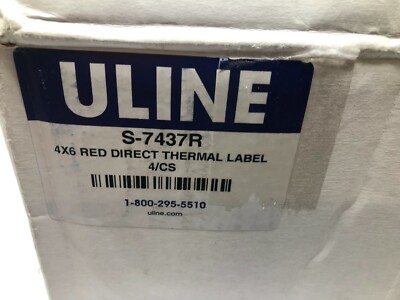 ULINE
S-7437R
4X6 RED DIRECT THERMAL LABEL
4/CS
1-800-295-5510
uline.com